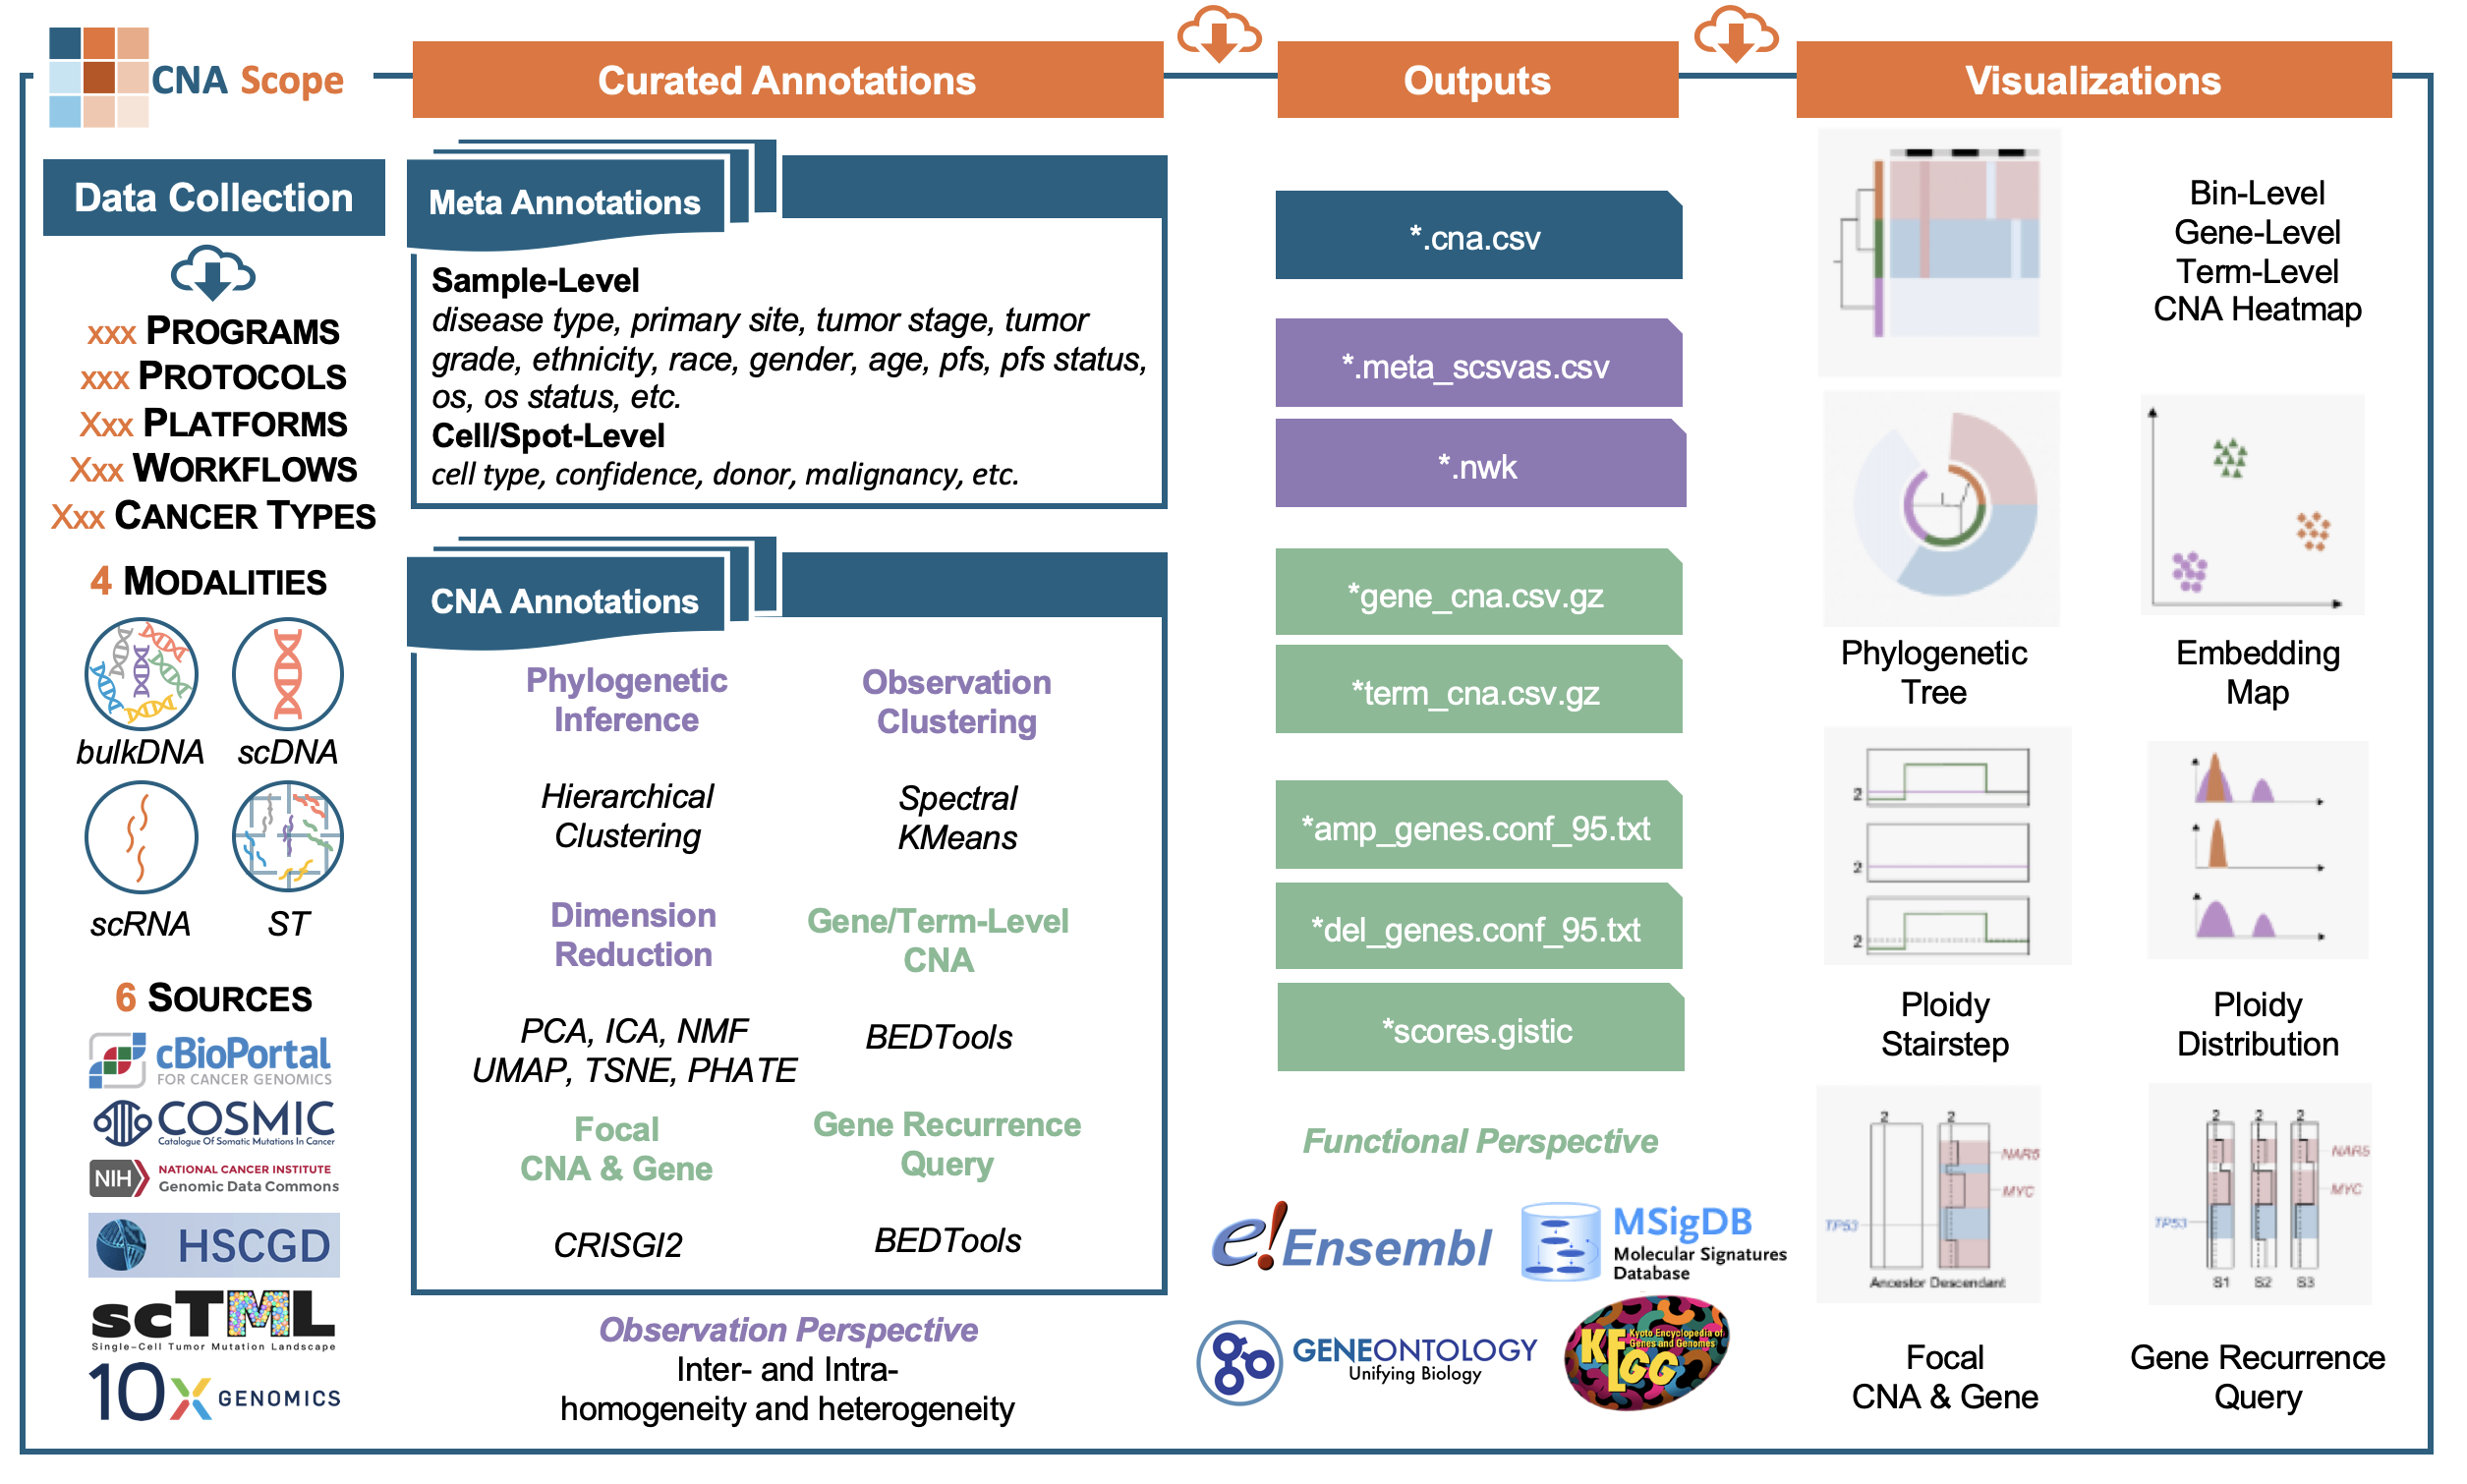 CNA Scope
Curated Annotations
Outputs
Visualizations
Data Collection
xxx PROGRAMS
xxx PROTOCOLS
Xxx PLATFORMS
Xxx WORKFLOWS
Xxx CANCER TYPES
4 MODALITIES
bulkDNA
scDNA
scRNA
ST
6 SOURCES
cBioPortal
FOR CANCER GENOMICS
COSMIC
Catalogue Of Somatic Mutations In Cancer
NIH
NATIONAL CANCER INSTITUTE
Genomic Data Commons
HSCGD
scTML
Single-Cell Tumor Mutation Landscape
10x GENOMICS
Meta Annotations
Sample-Level
disease type, primary site, tumor stage, tumor
grade, ethnicity, race, gender, age, pfs, pfs status,
os, os status, etc.
Cell/Spot-Level
cell type, confidence, donor, malignancy, etc.
CNA Annotations
Phylogenetic
Inference
Hierarchical
Clustering
Observation
Clustering
Spectral
KMeans
Dimension
Reduction
PCA, ICA, NMF
UMAP, TSNE, PHATE
Gene/Term-Level
CNA
BEDTools
Focal
CNA & Gene
CRISGI2
Gene Recurrence
Query
BEDTools
Observation Perspective
Inter- and Intra-
homogeneity and heterogeneity
*.cna.csv
*.meta_scsvas.csv
*.nwk
*gene_cna.csv.gz
*term_cna.csv.gz
*amp_genes.conf_95.txt
*del_genes.conf_95.txt
*scores.gistic
Functional Perspective
e!Ensembl
MSigDB
Molecular Signatures
Database
GENEONTOLOGY
Unifying Biology
KEGG
Kyoto Encyclopedia of
Genes and Genomes
Bin-Level
Gene-Level
Term-Level
CNA Heatmap
Phylogenetic
Tree
Embedding
Map
2
2
2
Ploidy
Stairstep
Ploidy
Distribution
2
2
NAR5
MYC
TP53
Ancestor Descendant
Focal
CNA & Gene
2
2
2
NAR5
MYC
TP53
S1
S2
S3
Gene Recurrence
Query